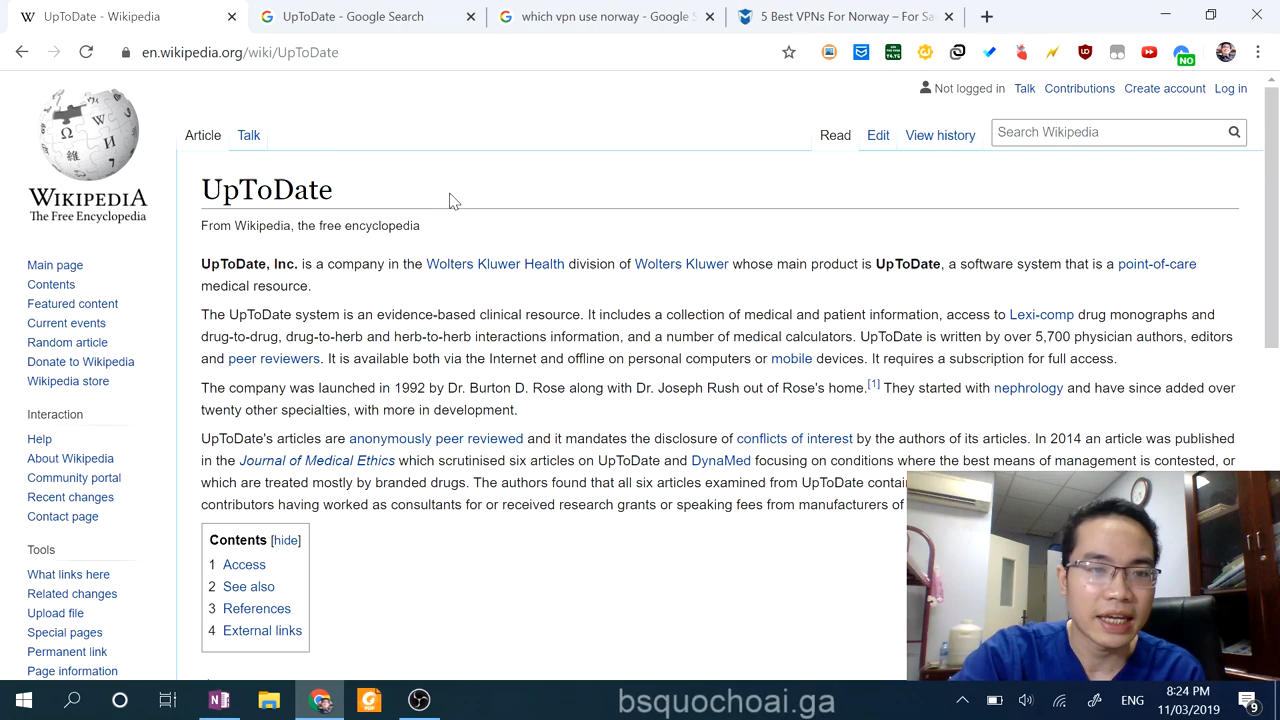 UpToDate - Wikipedia
UpToDate - Google Search
which vpn use norway - Google S
5 Best VPNs For Norway – For Sa
en.wikipedia.org/wiki/UpToDate
NO
Not logged in Talk Contributions Create account Log in
Article Talk
Read Edit View history
Search Wikipedia
WIKIPEDIA
The Free Encyclopedia
Main page
Contents
Featured content
Current events
Random article
Donate to Wikipedia
Wikipedia store
Interaction
Help
About Wikipedia
Community portal
Recent changes
Contact page
Tools
What links here
Related changes
Upload file
Special pages
Permanent link
Page information
UpToDate
From Wikipedia, the free encyclopedia
UpToDate, Inc. is a company in the Wolters Kluwer Health division of Wolters Kluwer whose main product is UpToDate, a software system that is a point-of-care
medical resource.
The UpToDate system is an evidence-based clinical resource. It includes a collection of medical and patient information, access to Lexi-comp drug monographs and
drug-to-drug, drug-to-herb and herb-to-herb interactions information, and a number of medical calculators. UpToDate is written by over 5,700 physician authors, editors
and peer reviewers. It is available both via the Internet and offline on personal computers or mobile devices. It requires a subscription for full access.
The company was launched in 1992 by Dr. Burton D. Rose along with Dr. Joseph Rush out of Rose's home.[1] They started with nephrology and have since added over
twenty other specialties, with more in development.
UpToDate's articles are anonymously peer reviewed and it mandates the disclosure of conflicts of interest by the authors of its articles. In 2014 an article was published
in the Journal of Medical Ethics which scrutinised six articles on UpToDate and DynaMed focusing on conditions where the best means of management is contested, or
which are treated mostly by branded drugs. The authors found that all six articles examined from UpToDate contai
contributors having worked as consultants for or received research grants or speaking fees from manufacturers of
Contents [hide]
1 Access
2 See also
3 References
4 External links
bsquochoai.ga
ENG
8:24 PM
11/03/2019
9